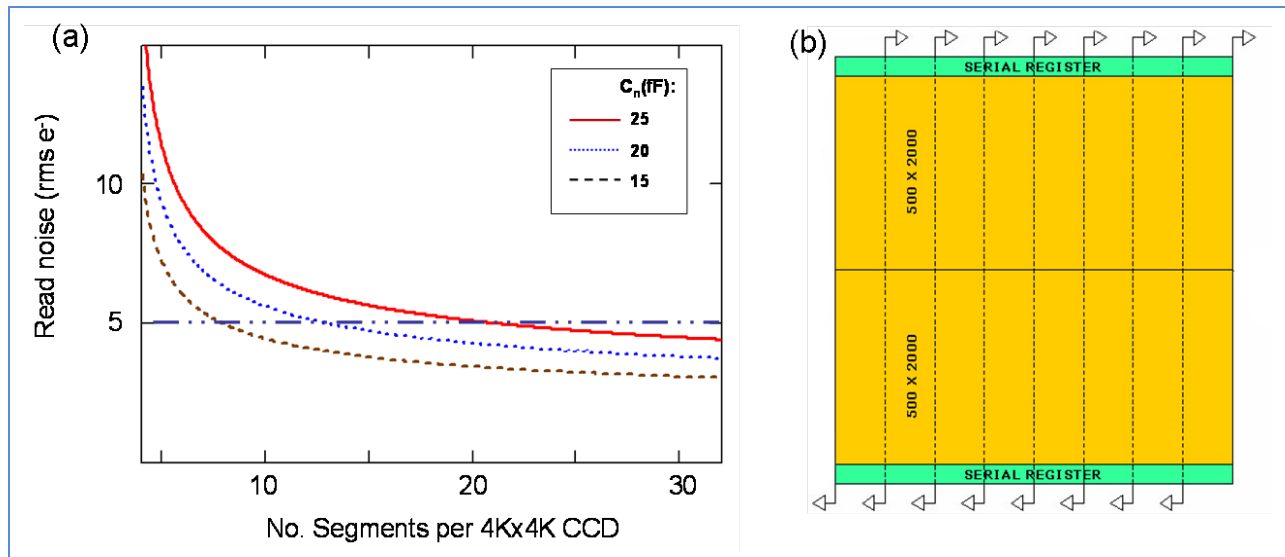 (a)
Read noise (rms e-)
10
5
Cn(fF):
25
20
15
10
20
30
No. Segments per 4Kx4K CCD
(b)
SERIAL REGISTER
500 X 2000
500 X 2000
SERIAL REGISTER